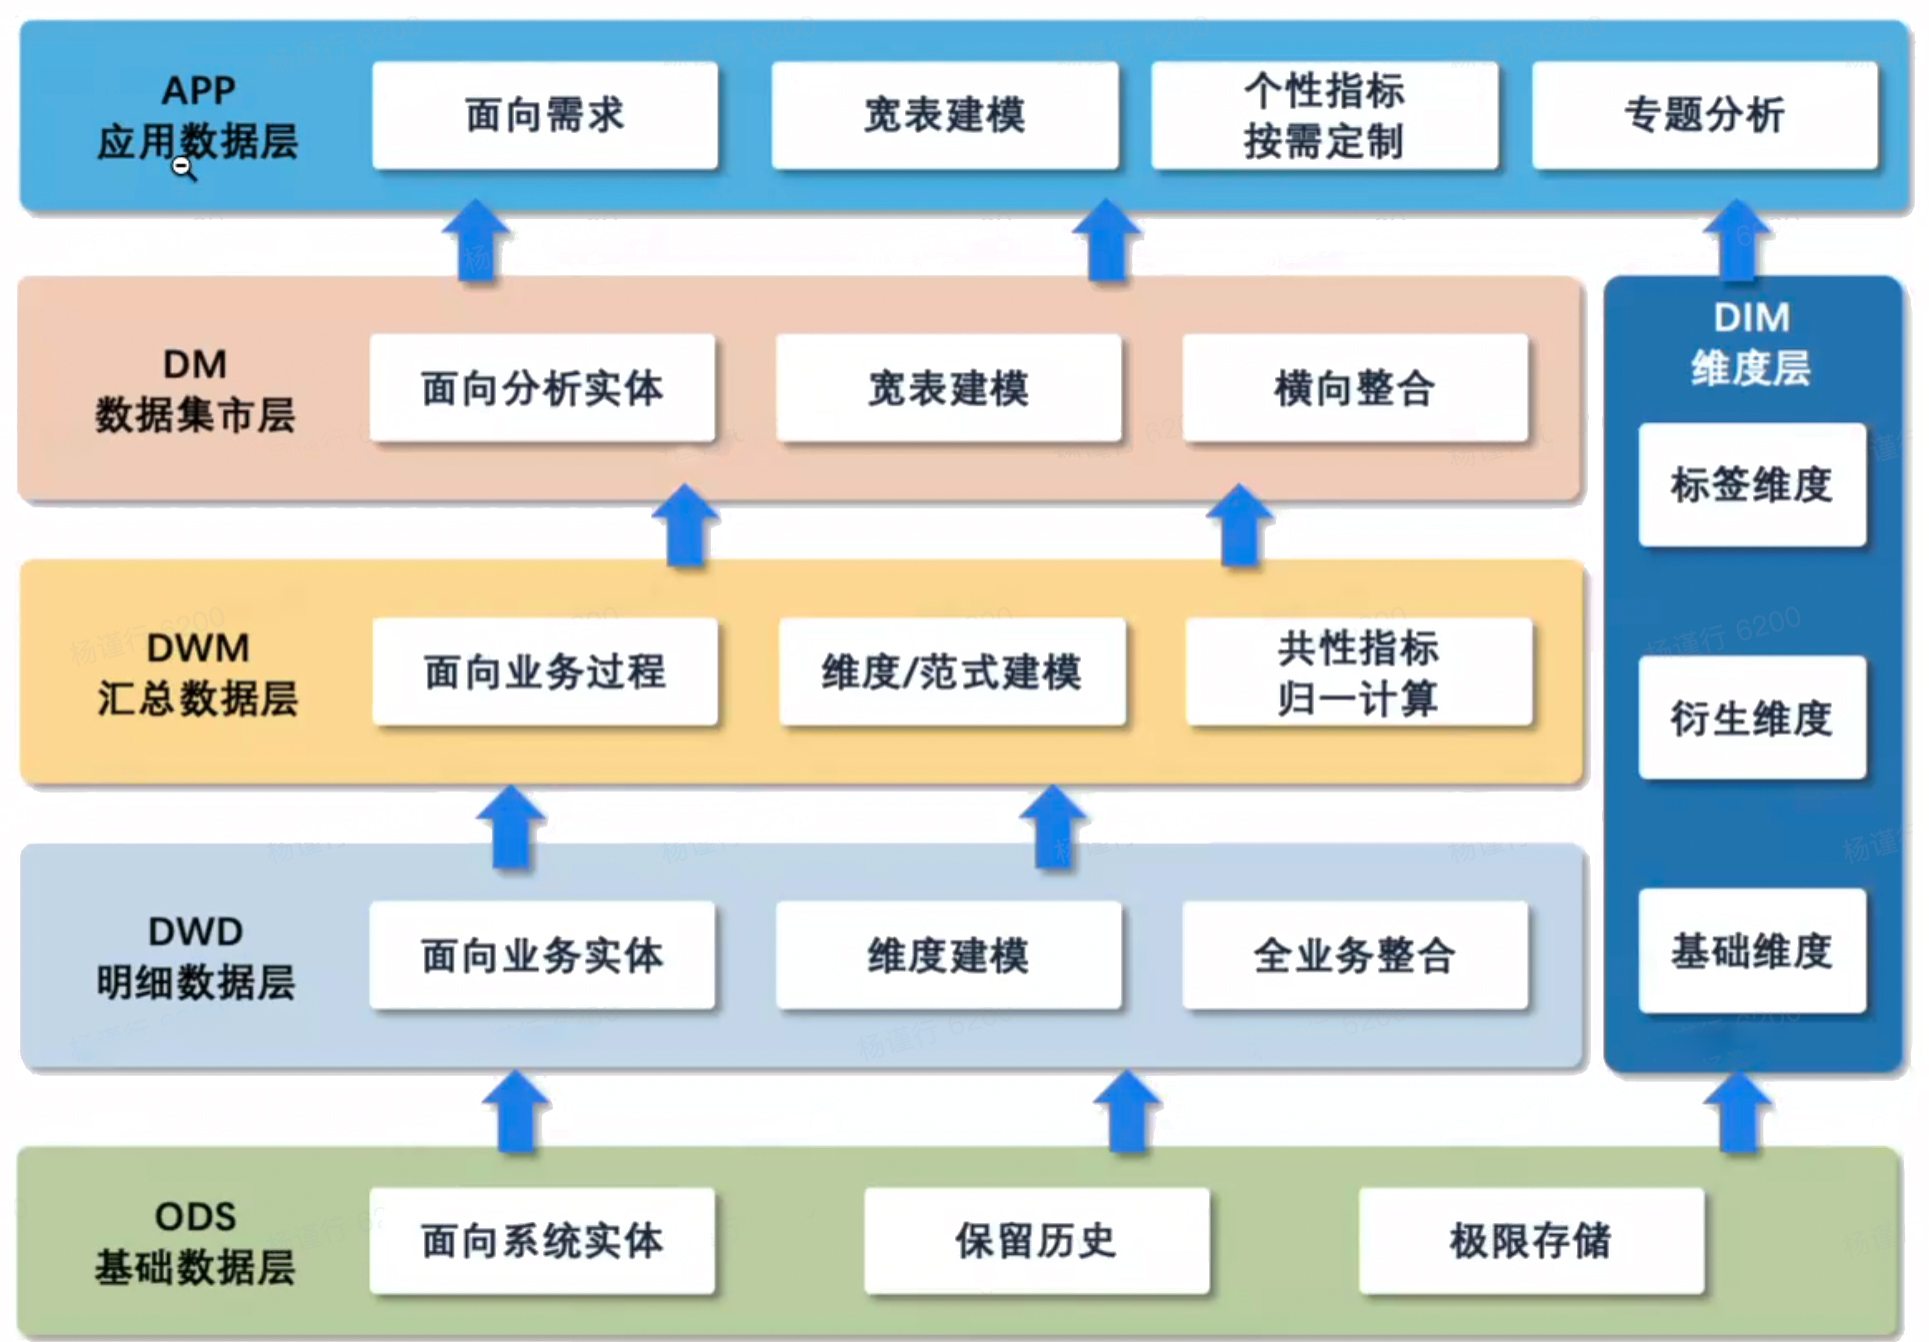 APP
应用数据层
面向需求
宽表建模
个性指标
按需定制
专题分析
DM
数据集市层
面向分析实体
宽表建模
横向整合
DIM
维度层
标签维度
衍生维度
基础维度
DWM
汇总数据层
面向业务过程
维度/范式建模
共性指标
归一计算
DWD
明细数据层
面向业务实体
维度建模
全业务整合
ODS
基础数据层
面向系统实体
保留历史
极限存储
杨谨行 6200